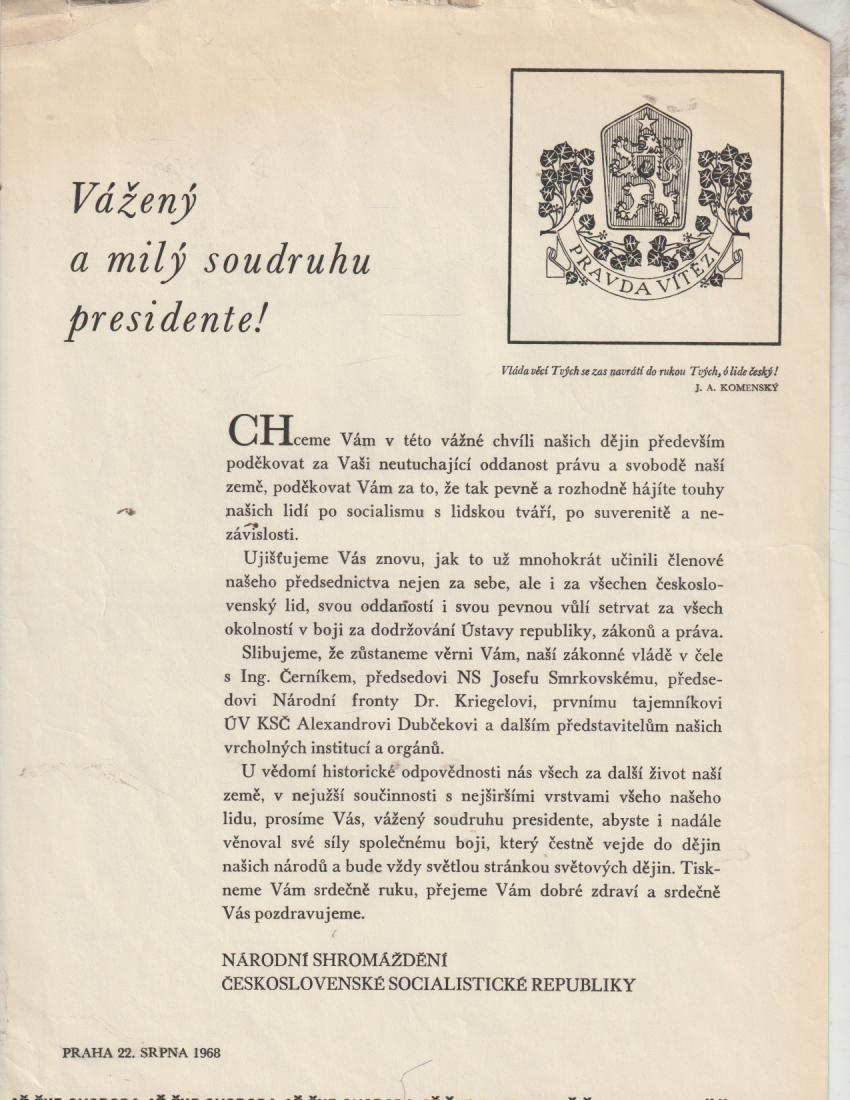 Vážený
a milý soudruhu
presidente!
PRAVDA VÍTĚZÍ
Vláda věcí Tvých se zas navrátí do rukou Tvých, ó lide český!
J. A. KOMENSKÝ
CHceme Vám v této vážné chvíli našich dějin především
poděkovat za Vaši neutuchající oddanost právu a svobodě naší
země, poděkovat Vám za to, že tak pevně a rozhodně hájíte touhy
našich lidí po socialismu s lidskou tváří, po suverenitě a ne-
závislosti.
Ujišťujeme Vás znovu, jak to už mnohokrát učinili členové
našeho předsednictva nejen za sebe, ale i za všechen českoslo-
venský lid, svou oddaností i svou pevnou vůlí setrvat za všech
okolností v boji za dodržování Ústavy republiky, zákonů a práva.
Slibujeme, že zůstaneme věrni Vám, naší zákonné vládě v čele
s Ing. Černíkem, předsedovi NS Josefu Smrkovskému, předse-
dovi Národní fronty Dr. Kriegelovi, prvnímu tajemníkovi
ÚV KSČ Alexandrovi Dubčekovi a dalším představitelům našich
vrcholných institucí a orgánů.
U vědomí historické odpovědnosti nás všech za další život naší
země, v nejužší součinnosti s nejširšími vrstvami všeho našeho
lidu, prosíme Vás, vážený soudruhu presidente, abyste i nadále
věnoval své síly společnému boji, který čestně vejde do dějin
našich národů a bude vždy světlou stránkou světových dějin. Tisk-
neme Vám srdečně ruku, přejeme Vám dobré zdraví a srdečně
Vás pozdravujeme.
NÁRODNÍ SHROMÁŽDĚNÍ
ČESKOSLOVENSKÉ SOCIALISTICKÉ REPUBLIKY
PRAHA 22. SRPNA 1968